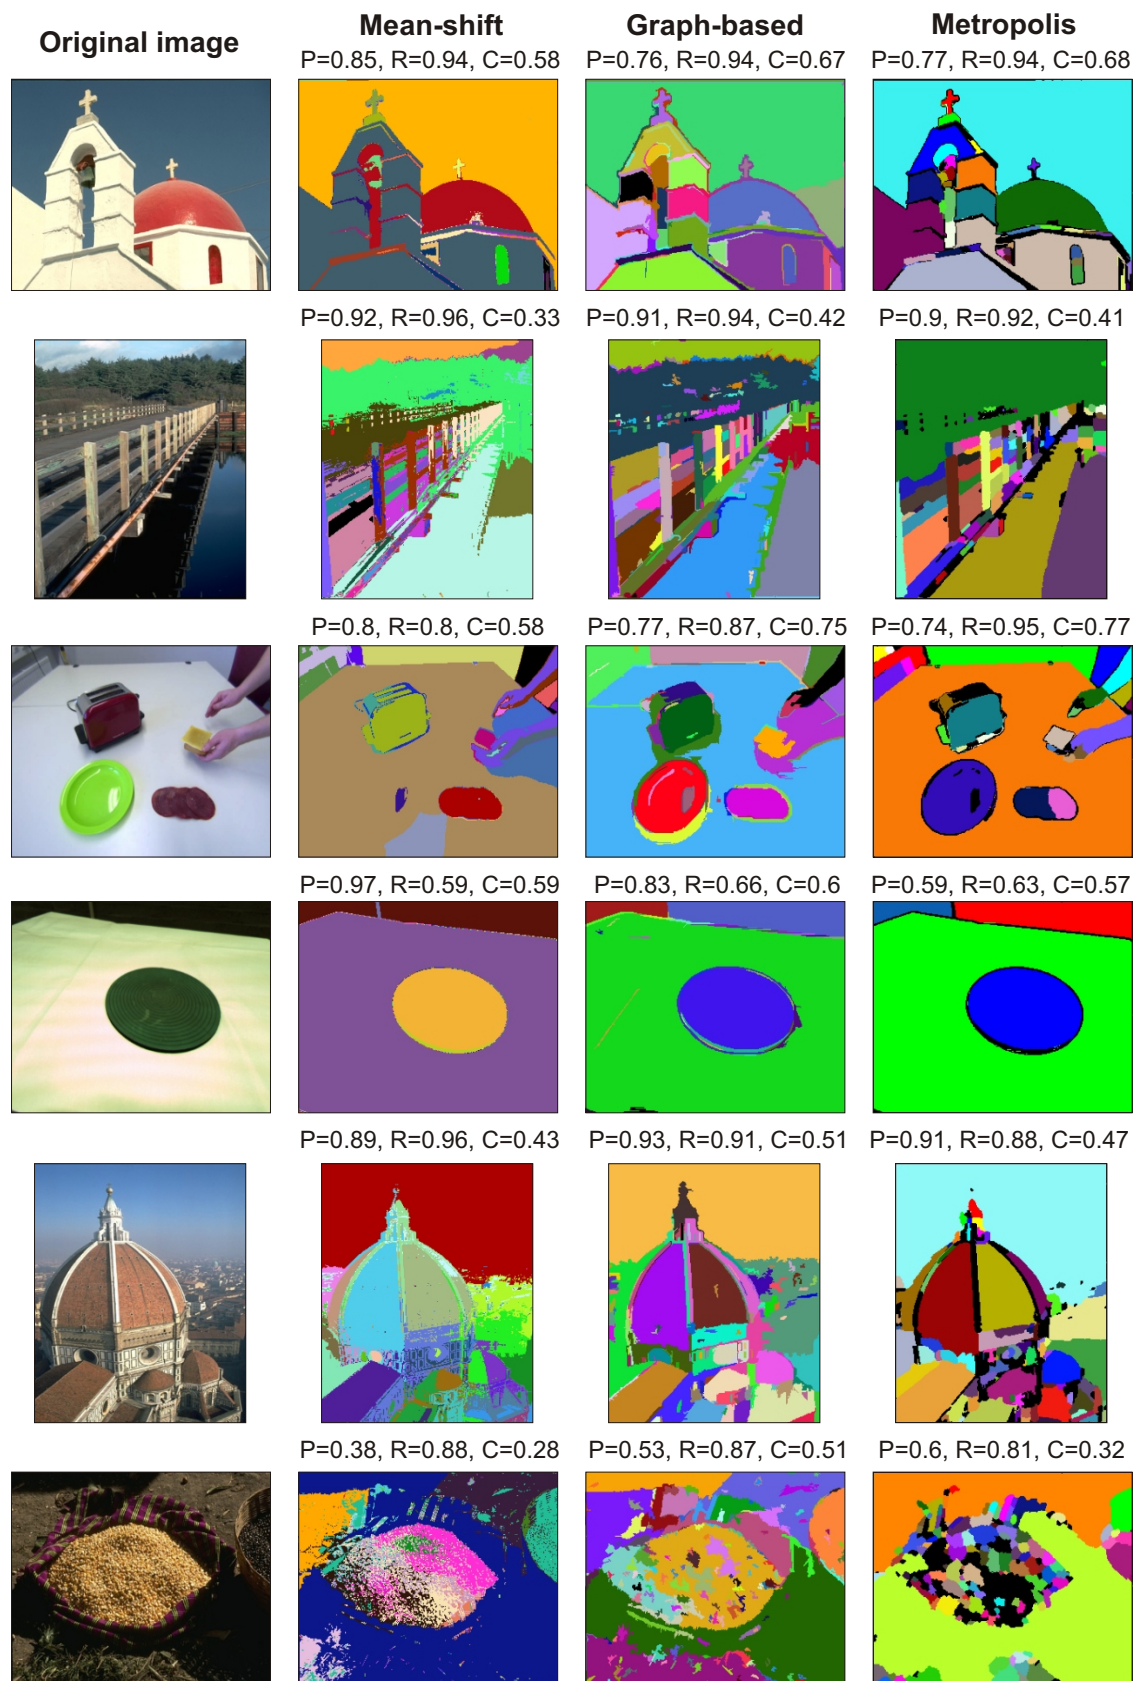 Original image
Mean-shift
Graph-based
Metropolis
P=0.85, R=0.94, C=0.58
P=0.76, R=0.94, C=0.67
P=0.77, R=0.94, C=0.68
P=0.92, R=0.96, C=0.33
P=0.91, R=0.94, C=0.42
P=0.9, R=0.92, C=0.41
P=0.8, R=0.8, C=0.58
P=0.77, R=0.87, C=0.75
P=0.74, R=0.95, C=0.77
P=0.97, R=0.59, C=0.59
P=0.83, R=0.66, C=0.6
P=0.59, R=0.63, C=0.57
P=0.89, R=0.96, C=0.43
P=0.93, R=0.91, C=0.51
P=0.91, R=0.88, C=0.47
P=0.38, R=0.88, C=0.28
P=0.53, R=0.87, C=0.51
P=0.6, R=0.81, C=0.32